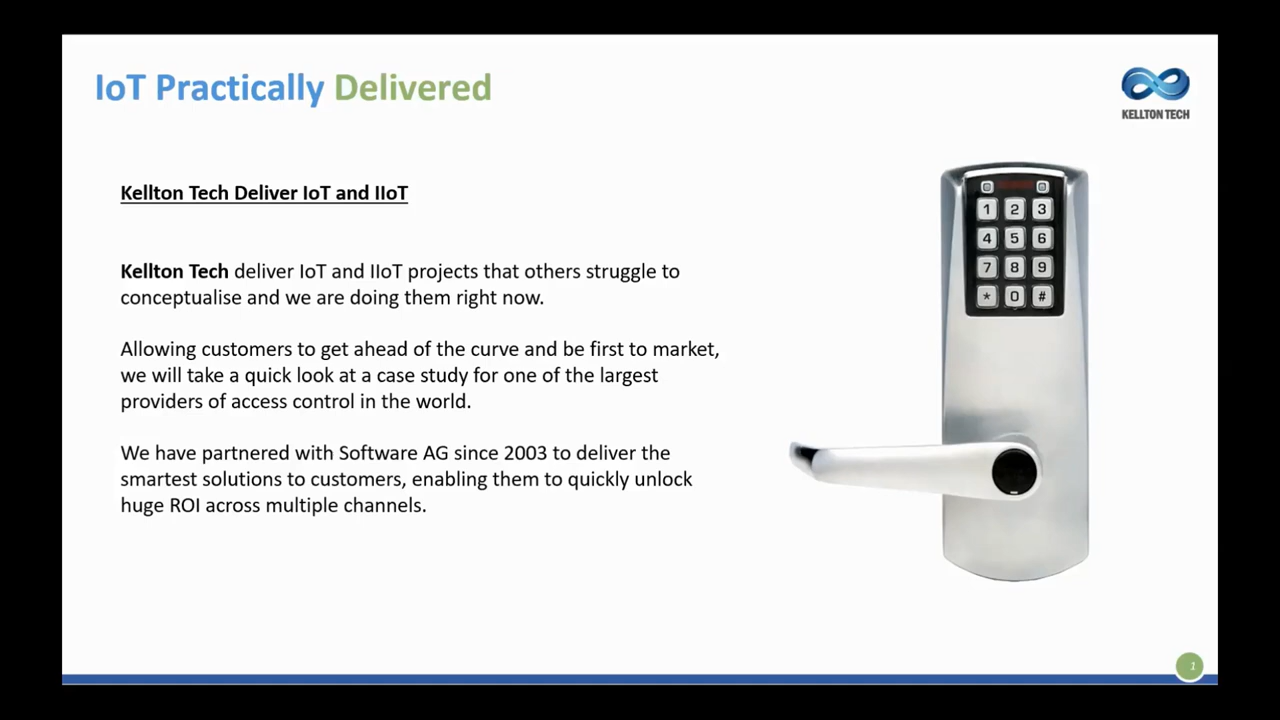 IoT Practically Delivered
KELLTON TECH
Kellton Tech Deliver IoT and IIoT
Kellton Tech deliver IoT and IIoT projects that others struggle to
conceptualise and we are doing them right now.
Allowing customers to get ahead of the curve and be first to market,
we will take a quick look at a case study for one of the largest
providers of access control in the world.
We have partnered with Software AG since 2003 to deliver the
smartest solutions to customers, enabling them to quickly unlock
huge ROI across multiple channels.
1 2 3
4 5 6
7 8 9
* 0 #
1